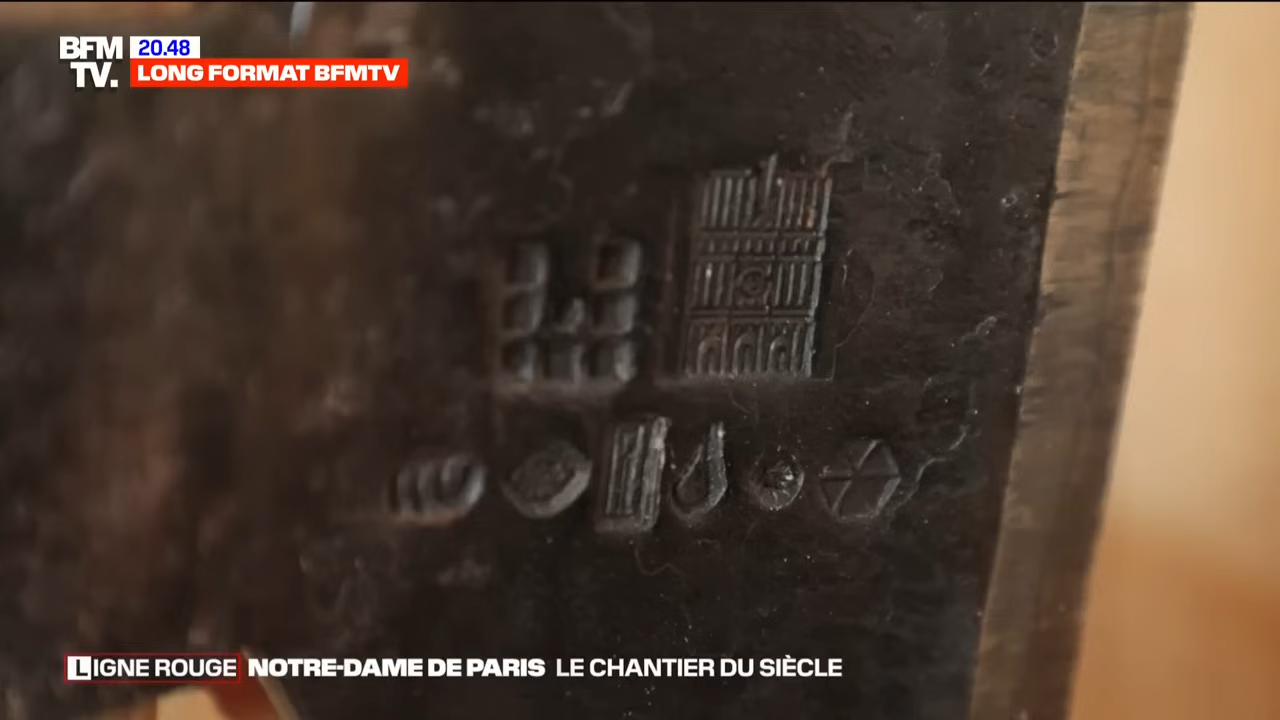 BFM
TV.
20.48
LONG FORMAT BFMTV
LIGNE ROUGE NOTRE-DAME DE PARIS LE CHANTIER DU SIÈCLE